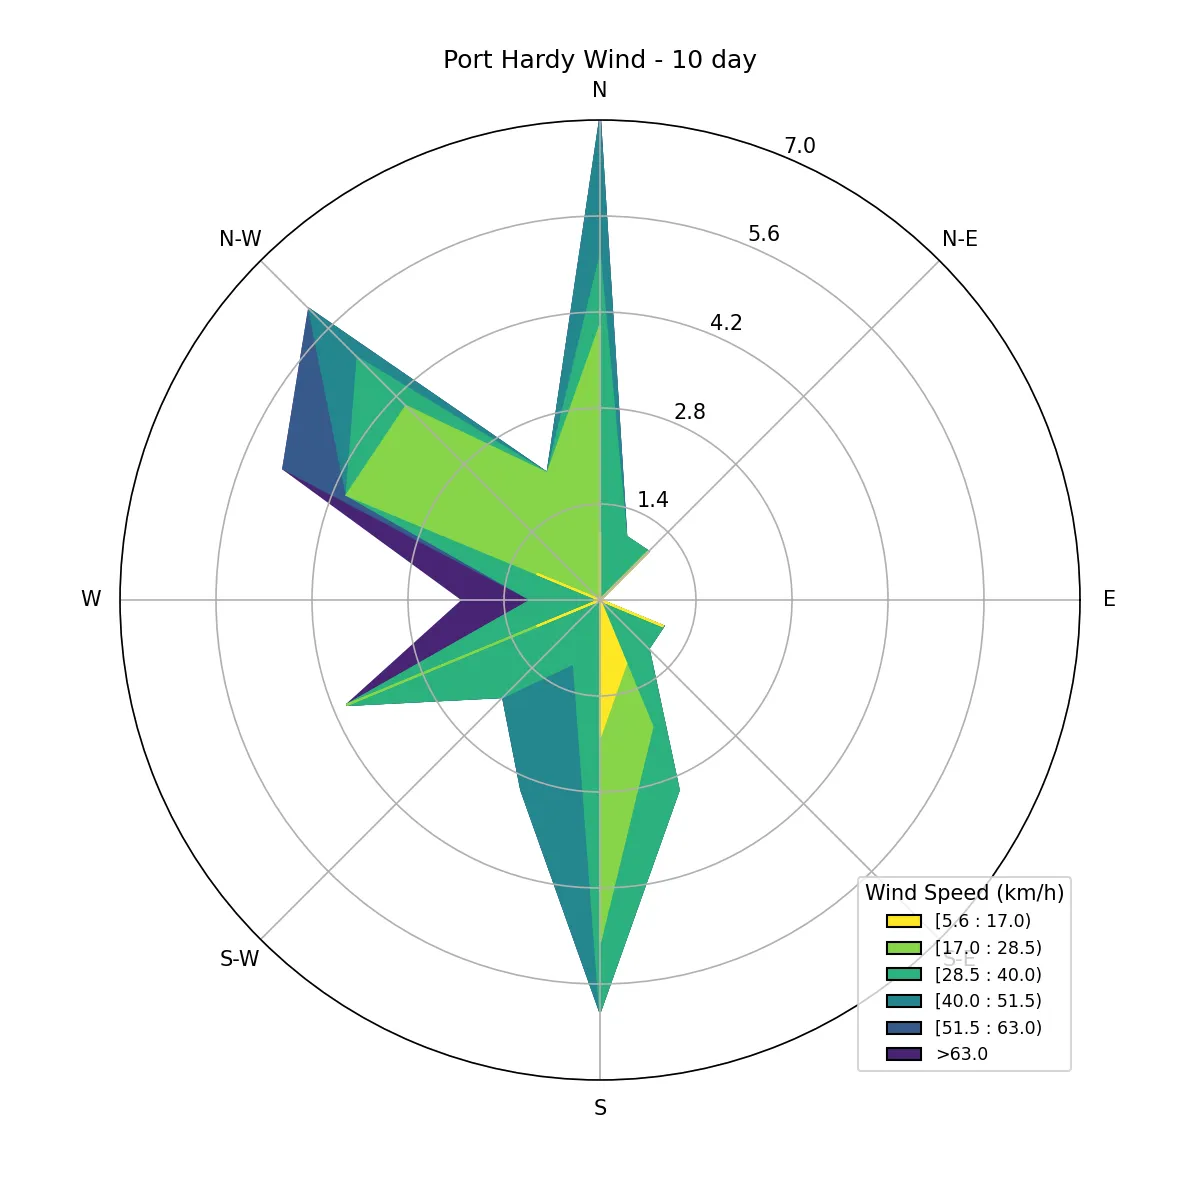 Port Hardy Wind - 10 day
N
7.0
N-W
5.6
N-E
4.2
2.8
1.4
W
E
S-W
S-E
S
Wind Speed (km/h)
[5.6 : 17.0)
[17.0 : 28.5)
[28.5 : 40.0)
[40.0 : 51.5)
[51.5 : 63.0)
>63.0